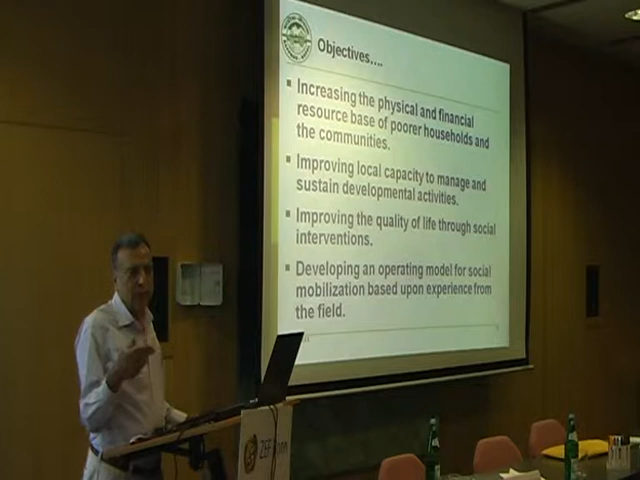 Objectives....
Increasing the physical and financial
resource base of poorer households and
the communities.
Improving local capacity to manage and
sustain developmental activities.
Improving the quality of life through social
interventions.
Developing an operating model for social
mobilization based upon experience from
the field.
ZEF